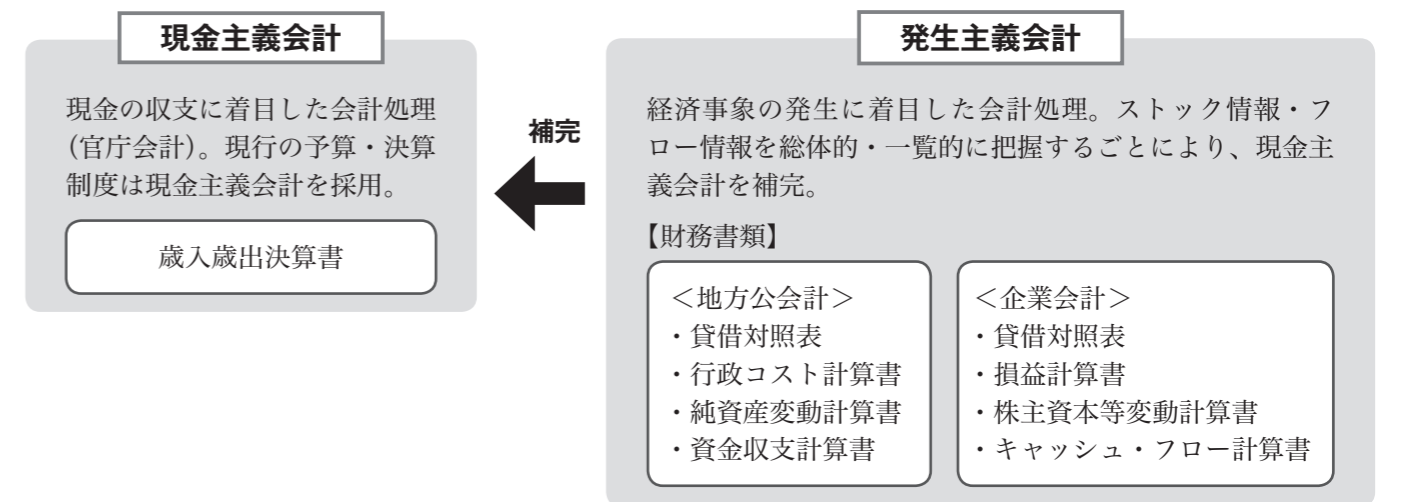 現金主義会計
現金の収支に着目した会計処理
(官庁会計)。現行の予算・決算
制度は現金主義会計を採用。
歳入歳出決算書
補完
発生主義会計
経済事象の発生に着目した会計処理。ストック情報・フ
ロー情報を総体的・一覧的に把握するごとにより、現金主
義会計を補完。
【財務書類】
＜地方公会計＞
・貸借対照表
・行政コスト計算書
・純資産変動計算書
・資金収支計算書
＜企業会計＞
・貸借対照表
・損益計算書
・株主資本等変動計算書
・キャッシュ・フロー計算書